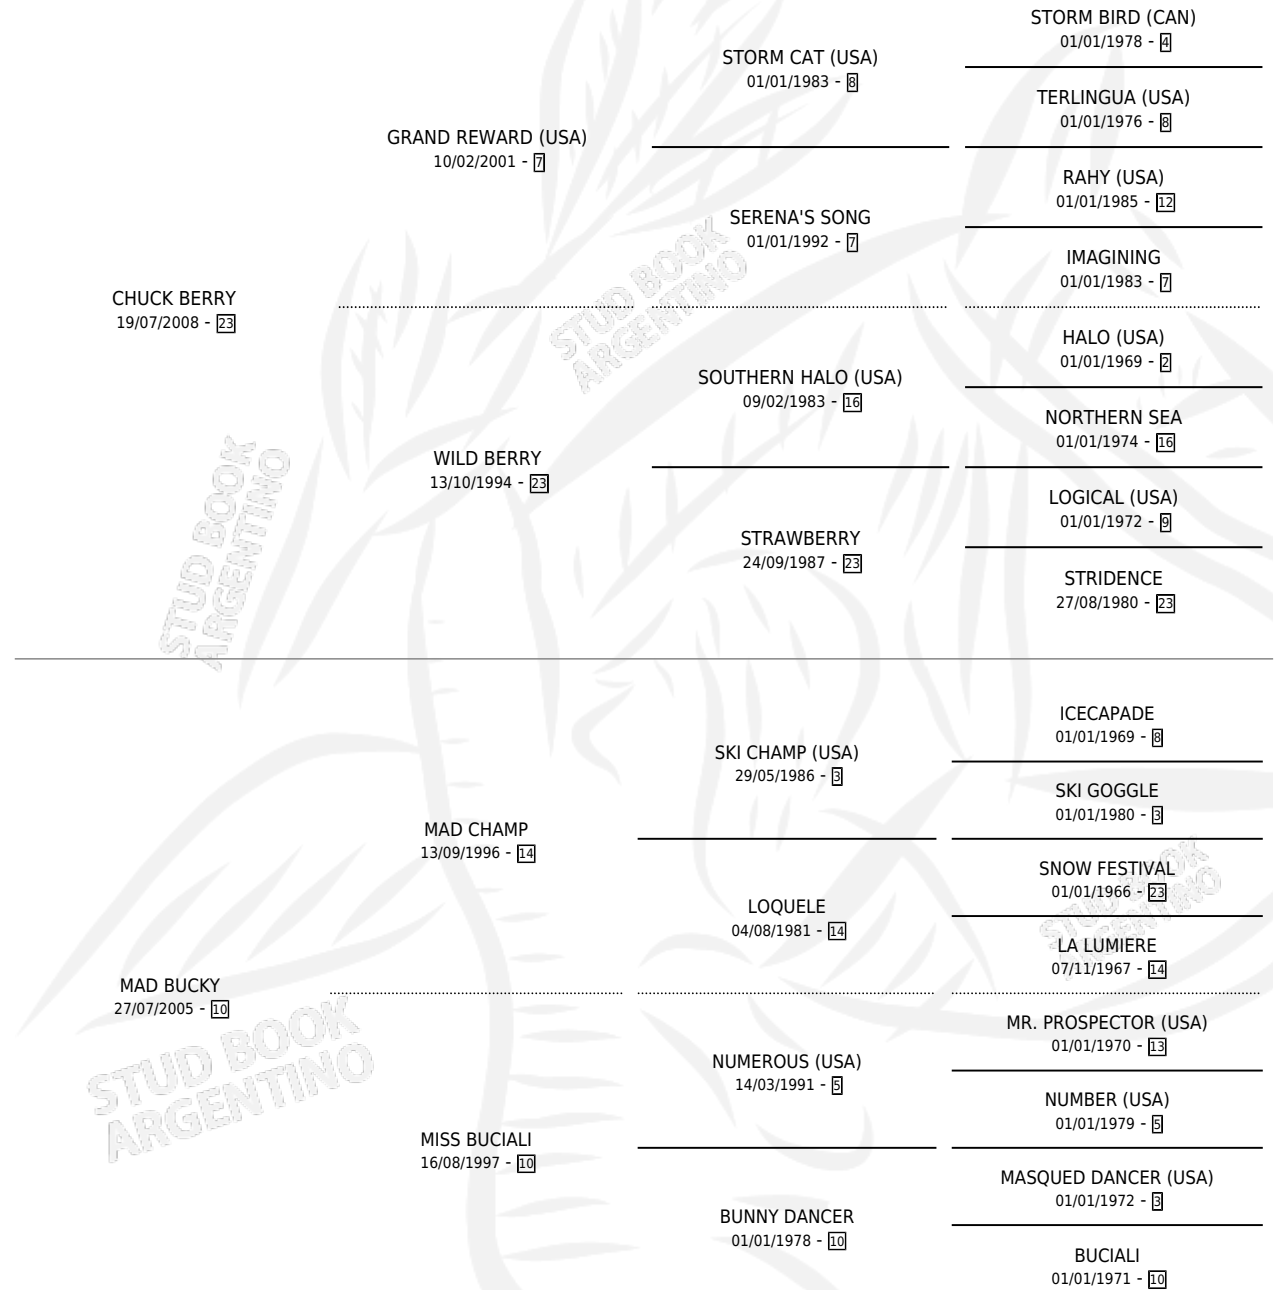 STORM BIRD (CAN)
01/01/1978 - 4
STORM CAT (USA)
01/01/1983 - 8
TERLINGUA (USA)
01/01/1976 - 8
GRAND REWARD (USA)
10/02/2001 - 7
RAHY (USA)
01/01/1985 - 12
SERENA'S SONG
01/01/1992 - 7
IMAGINING
01/01/1983 - 7
CHUCK BERRY
19/07/2008 - 23
HALO (USA)
01/01/1969 - 2
SOUTHERN HALO (USA)
09/02/1983 - 16
NORTHERN SEA
01/01/1974 - 16
WILD BERRY
13/10/1994 - 23
LOGICAL (USA)
01/01/1972 - 9
STRAWBERRY
24/09/1987 - 23
STRIDENCE
27/08/1980 - 23
ICECAPADE
01/01/1969 - 8
SKI CHAMP (USA)
29/05/1986 - 3
SKI GOGGLE
01/01/1980 - 3
MAD CHAMP
13/09/1996 - 14
SNOW FESTIVAL
01/01/1966 - 23
LOQUELE
04/08/1981 - 14
LA LUMIERE
07/11/1967 - 14
MAD BUCKY
27/07/2005 - 10
MR. PROSPECTOR (USA)
01/01/1970 - 13
NUMEROUS (USA)
14/03/1991 - 5
NUMBER (USA)
01/01/1979 - 5
MISS BUCIALI
16/08/1997 - 10
MASQUED DANCER (USA)
01/01/1972 - 3
BUNNY DANCER
01/01/1978 - 10
BUCIALI
01/01/1971 - 10
STUD BOOK
ARGENTINO
STUD BOOK
ARGENTINO
STUD BOOK
ARGENTINO
STUD BOOK
ARGENTINO